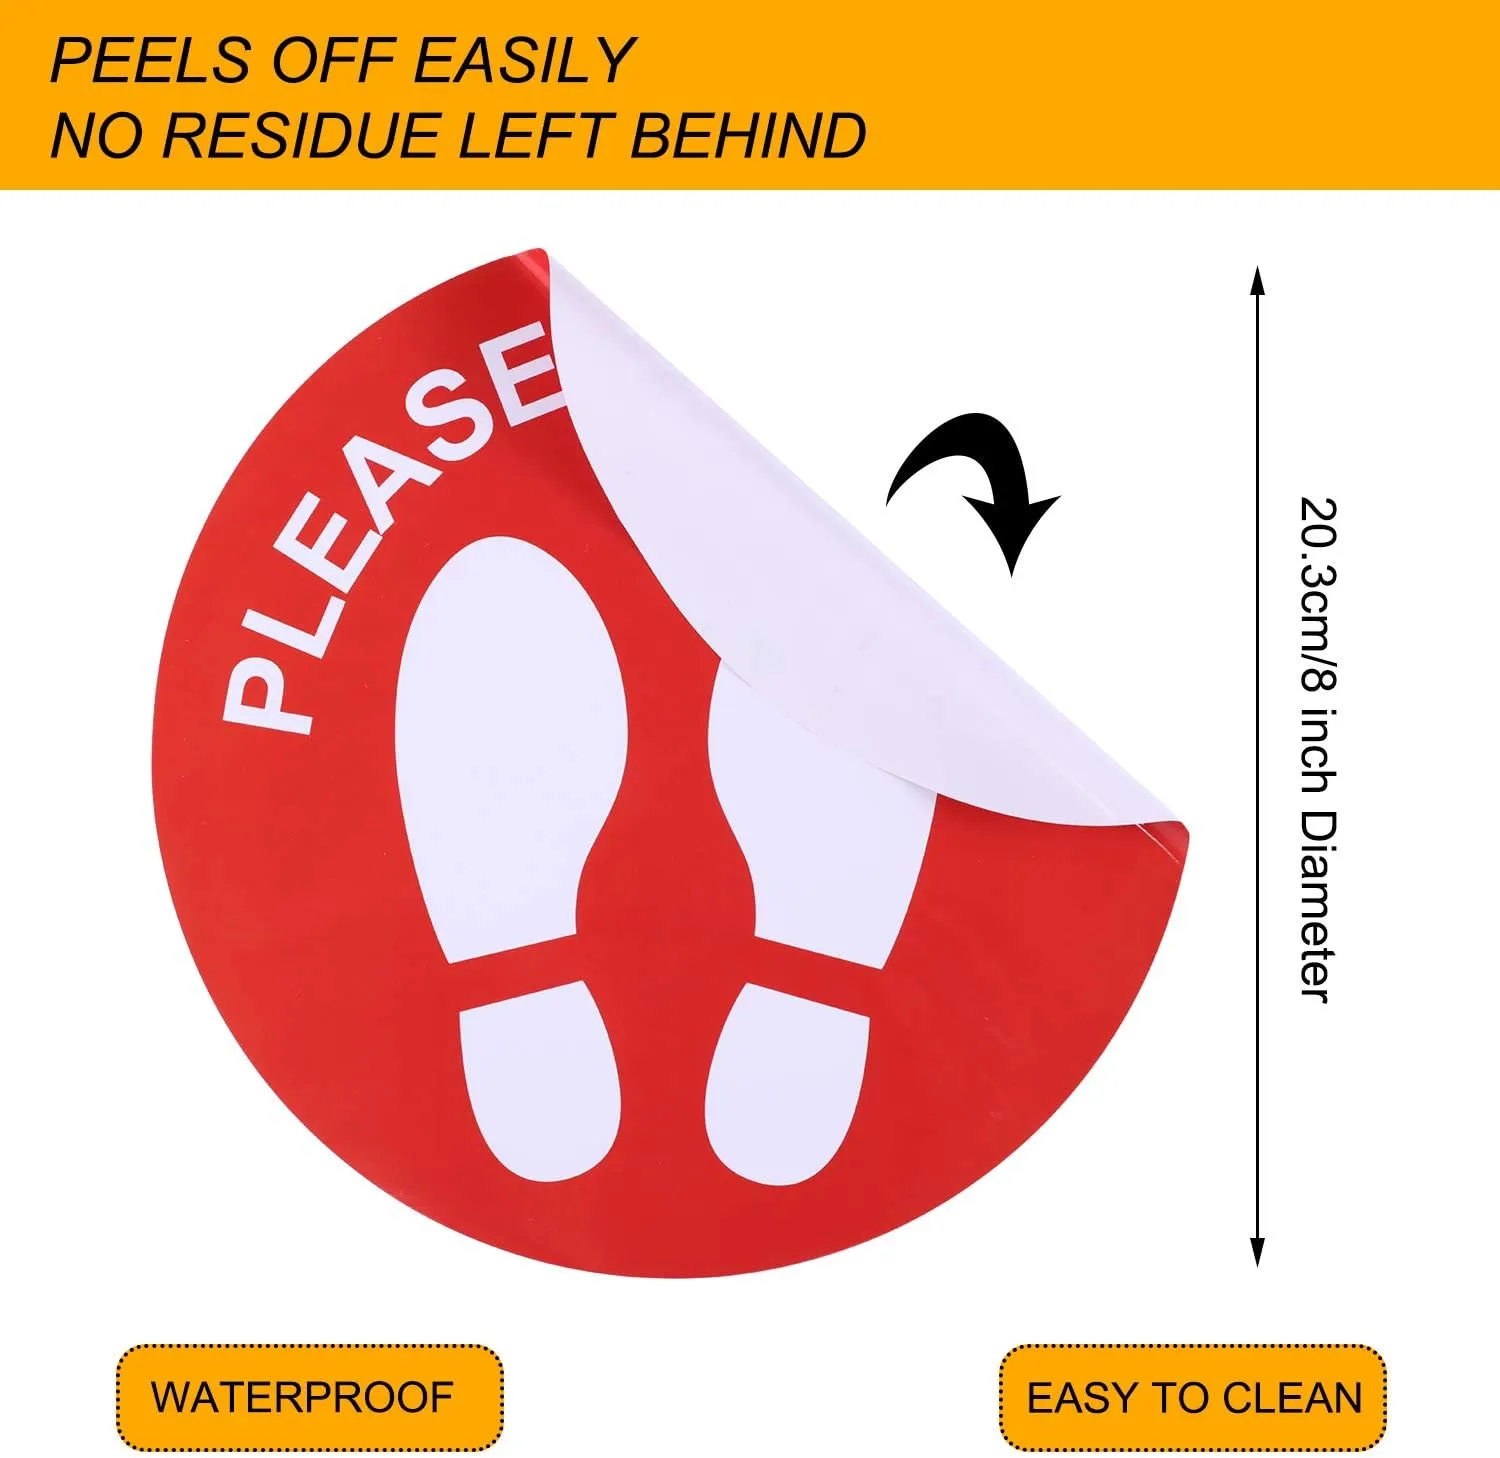 PEELS OFF EASILY
NO RESIDUE LEFT BEHIND
PLEASE
20.3cm/8 inch Diameter
WATERPROOF
EASY TO CLEAN